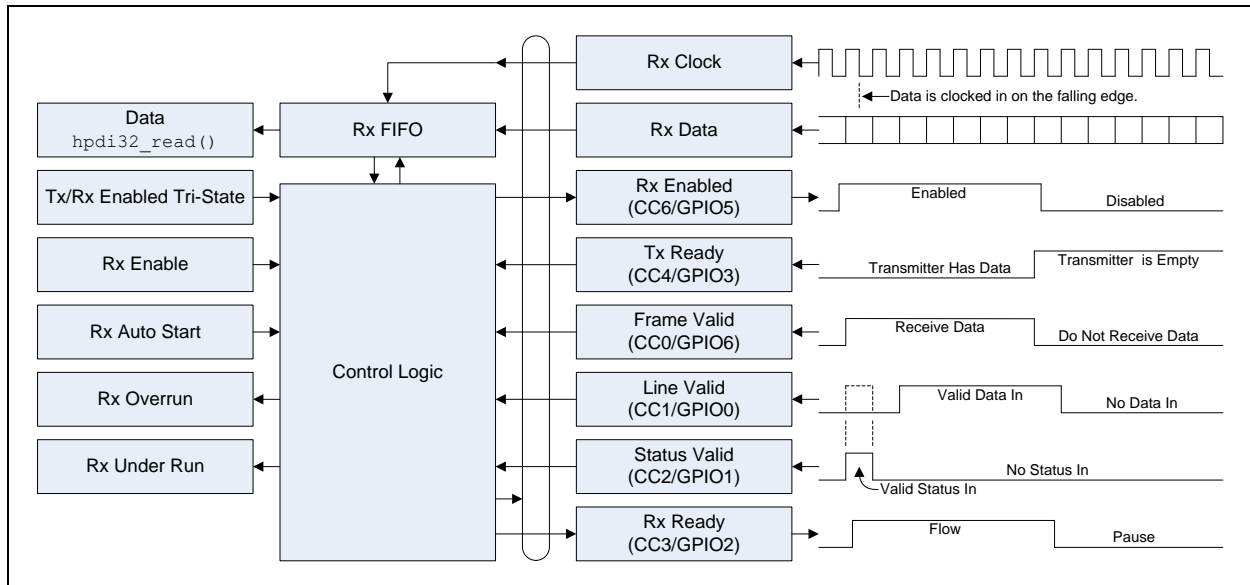 Rx Clock
Data is clocked in on the falling edge.
Data
hpdi32_read()
Rx FIFO
Rx Data
Tx/Rx Enabled Tri-State
Rx Enable
Rx Auto Start
Rx Overrun
Rx Under Run
Control Logic
Rx Enabled
(CC6/GPIO5)
Enabled
Disabled
Tx Ready
(CC4/GPIO3)
Transmitter Has Data
Transmitter is Empty
Frame Valid
(CC0/GPIO6)
Receive Data
Do Not Receive Data
Line Valid
(CC1/GPIO0)
Valid Data In
No Data In
Status Valid
(CC2/GPIO1)
No Status In
Valid Status In
Rx Ready
(CC3/GPIO2)
Flow
Pause